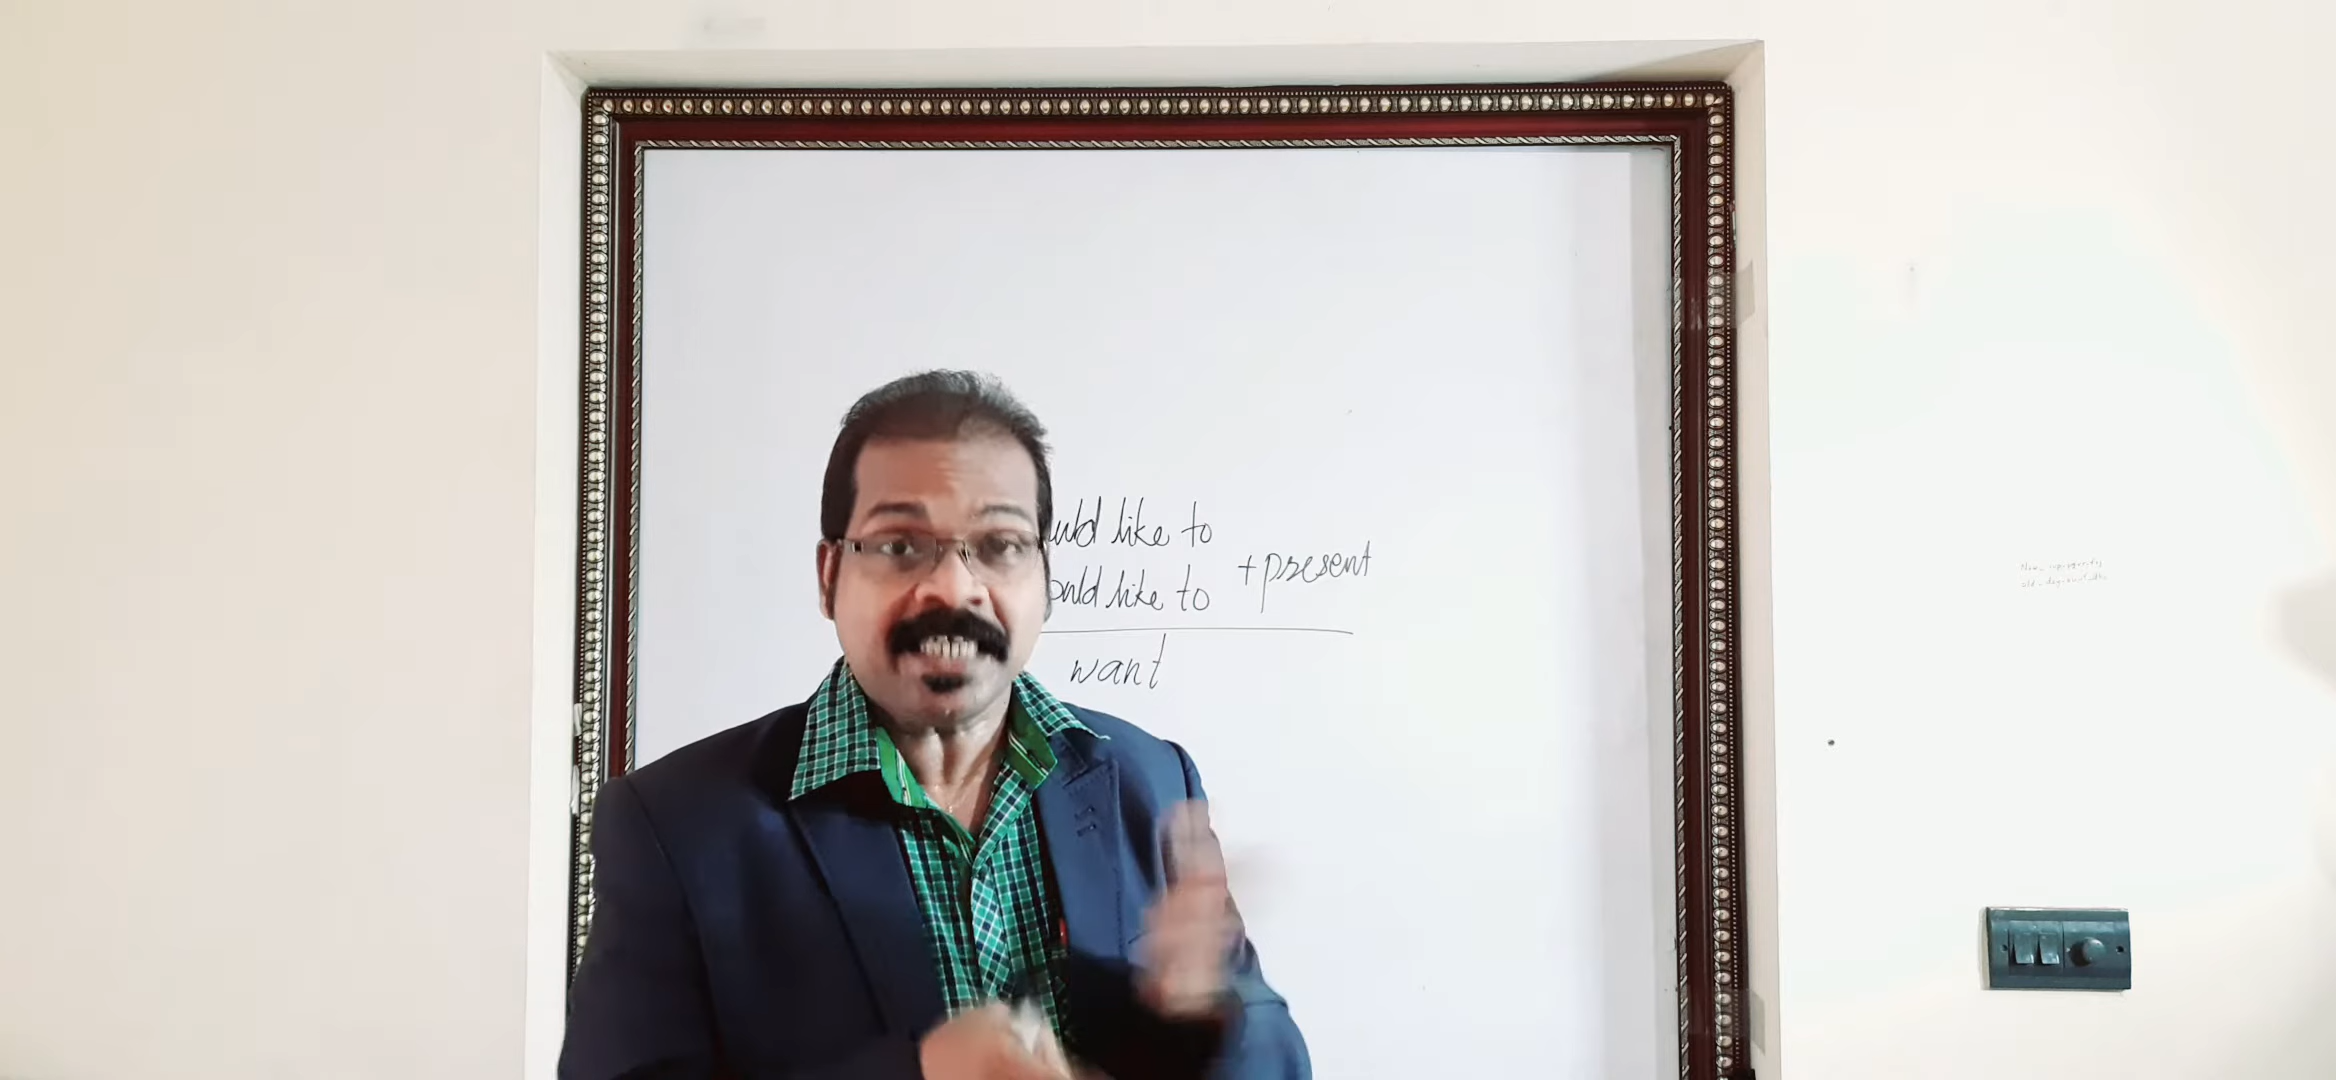 uld like to
ould like to
+ present
want